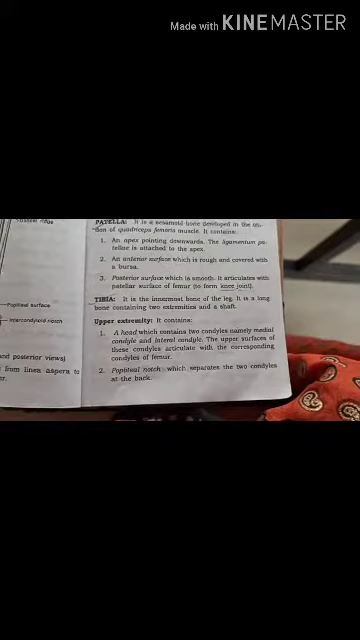 Made with KINEMASTER
PATELLA: It is a sesamoid bone developed in the
tion of quadriceps femoris muscle. It contains:
1. An apex pointing downwards. The ligamentum pa-
tellae is attached to the apex.
2. An anterior surface which is rough and covered with
a bursa.
3. Posterior surface which is smooth. It articulates with
patellar surface of femur (to form knee joint).
TIBIA: It is the innermost bone of the leg. It is a long
bone containing two extremities and a shaft.
Upper extremity: It contains:
1. A head which contains two condyles namely medial
condyle and lateral condyle. The upper surfaces of
these condyles articulate with the corresponding
condyles of femur.
2. Popliteal notch which separates the two condyles
at the back.
Popliteal surface
Intercondyloid notch
and posterior views)
from linea aspera to